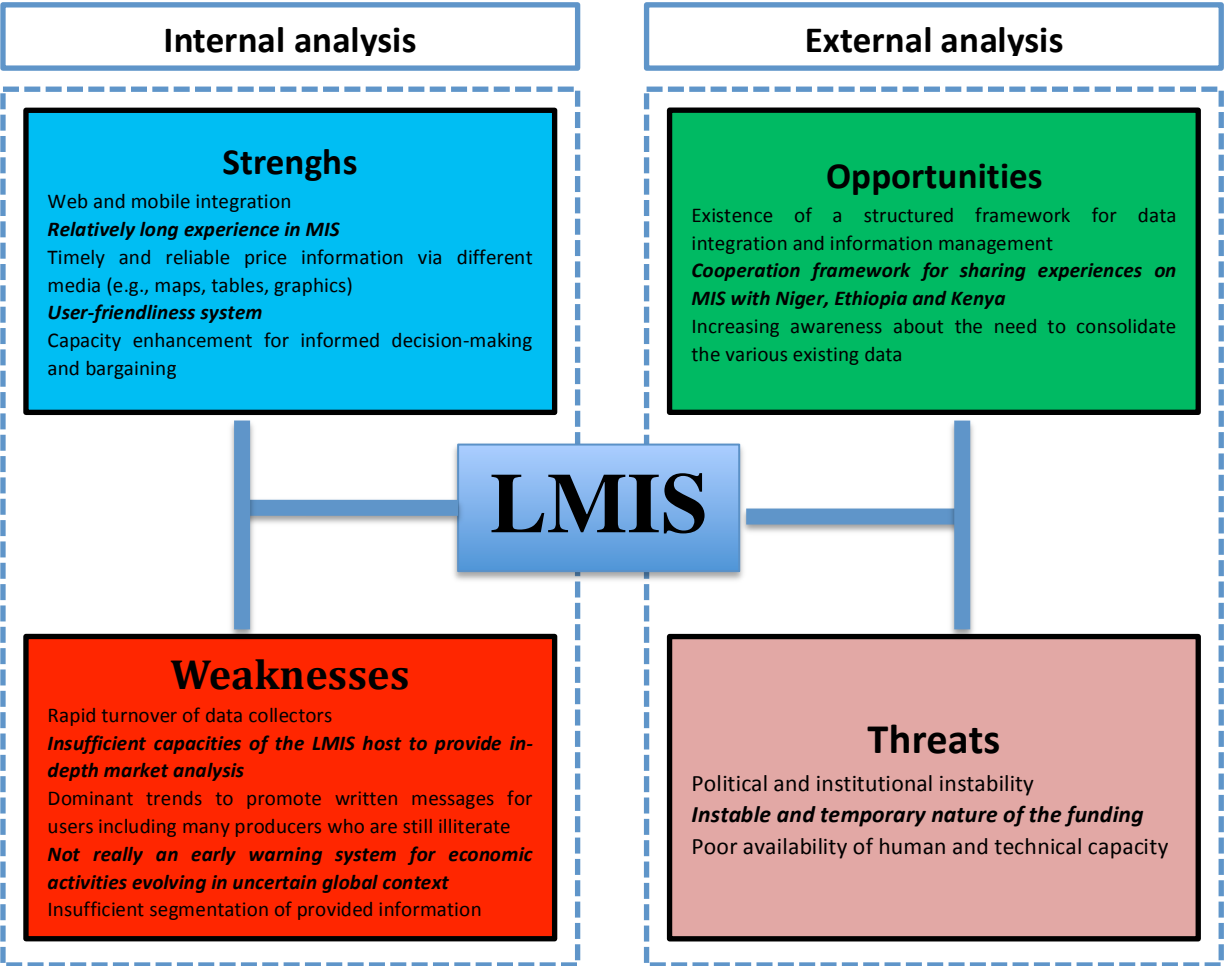 Internal analysis
External analysis
Strenghs
Web and mobile integration
Relatively long experience in MIS
Timely and reliable price information via different
media (e.g., maps, tables, graphics)
User-friendliness system
Capacity enhancement for informed decision-making
and bargaining
Opportunities
Existence of a structured framework for data
integration and information management
Cooperation framework for sharing experiences on
MIS with Niger, Ethiopia and Kenya
Increasing awareness about the need to consolidate
the various existing data
LMIS
Weaknesses
Rapid turnover of data collectors
Insufficient capacities of the LMIS host to provide in-
depth market analysis
Dominant trends to promote written messages for
users including many producers who are still illiterate
Not really an early warning system for economic
activities evolving in uncertain global context
Insufficient segmentation of provided information
Threats
Political and institutional instability
Instable and temporary nature of the funding
Poor availability of human and technical capacity